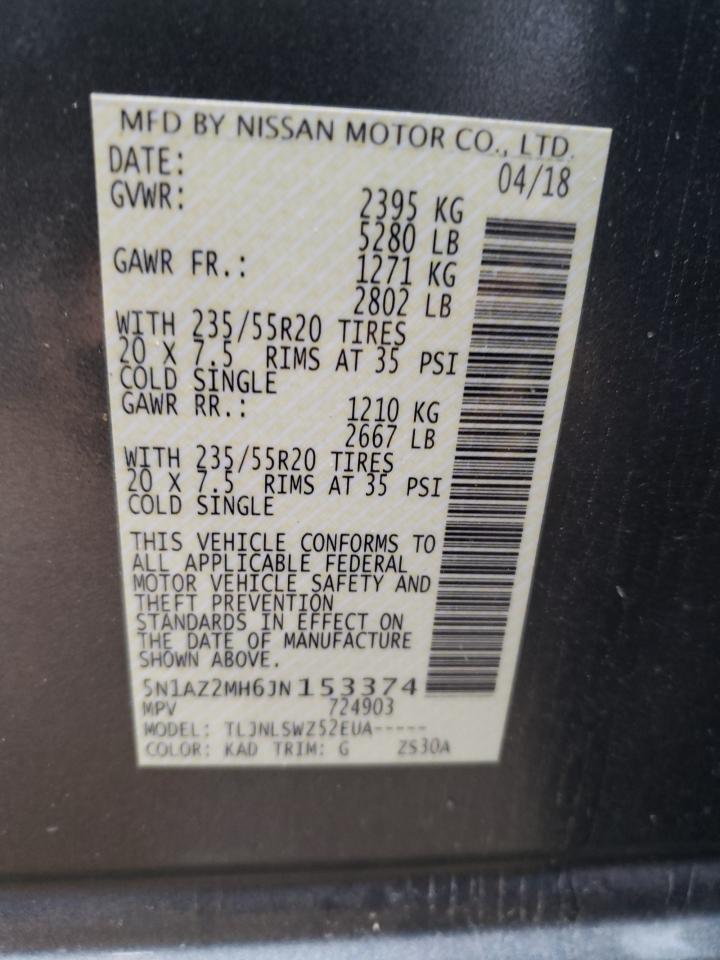 MFD BY NISSAN MOTOR CO., LTD.
DATE: 04/18
GVWR: 2395 KG
5280 LB
GAWR FR.: 1271 KG
2802 LB
WITH 235/55R20 TIRES
20 X 7.5 RIMS AT 35 PSI
COLD SINGLE
GAWR RR.: 1210 KG
2667 LB
WITH 235/55R20 TIRES
20 X 7.5 RIMS AT 35 PSI
COLD SINGLE
THIS VEHICLE CONFORMS TO
ALL APPLICABLE FEDERAL
MOTOR VEHICLE SAFETY AND
THEFT PREVENTION
STANDARDS IN EFFECT ON
THE DATE OF MANUFACTURE
SHOWN ABOVE.
5N1AZ2MH6JN153374
MPV 724903
MODEL: TLJNLSWZ52EUA-----
COLOR: KAD TRIM: G ZS30A